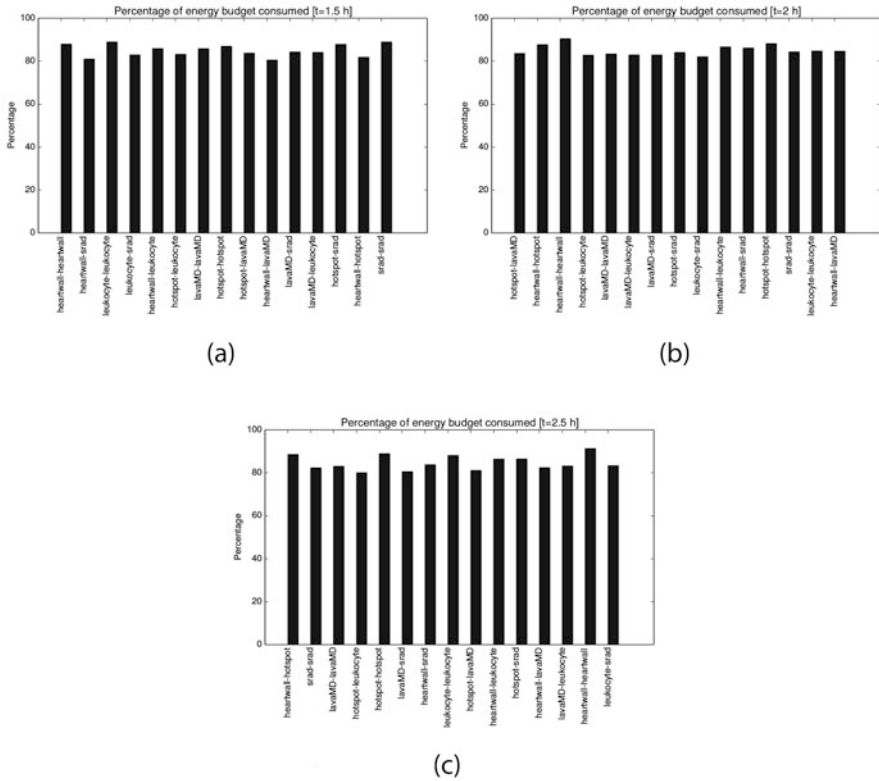 Percentage of energy budget consumed [t=1.5 h]
100
80
60
40
20
0
Percentage
heartwall-heartwall
heartwall-srad
leukocyte-leukocyte
leukocyte-srad
heartwall-leukocyte
hotspot-leukocyte
lavaMD-lavaMD
hotspot-hotspot
hotspot-lavaMD
heartwall-lavaMD
lavaMD-srad
lavaMD-leukocyte
hotspot-srad
heartwall-hotspot
srad-srad
(a)
Percentage of energy budget consumed [t=2 h]
100
80
60
40
20
0
Percentage
hotspot-lavaMD
heartwall-hotspot
heartwall-heartwall
hotspot-leukocyte
lavaMD-lavaMD
lavaMD-leukocyte
lavaMD-srad
hotspot-srad
leukocyte-srad
heartwall-leukocyte
heartwall-srad
hotspot-hotspot
srad-srad
leukocyte-leukocyte
heartwall-lavaMD
(b)
Percentage of energy budget consumed [t=2.5 h]
100
80
60
40
20
0
Percentage
heartwall-hotspot
srad-srad
lavaMD-lavaMD
hotspot-leukocyte
hotspot-hotspot
lavaMD-srad
heartwall-srad
leukocyte-leukocyte
hotspot-lavaMD
heartwall-leukocyte
hotspot-srad
heartwall-lavaMD
lavaMD-leukocyte
heartwall-heartwall
leukocyte-srad
(c)